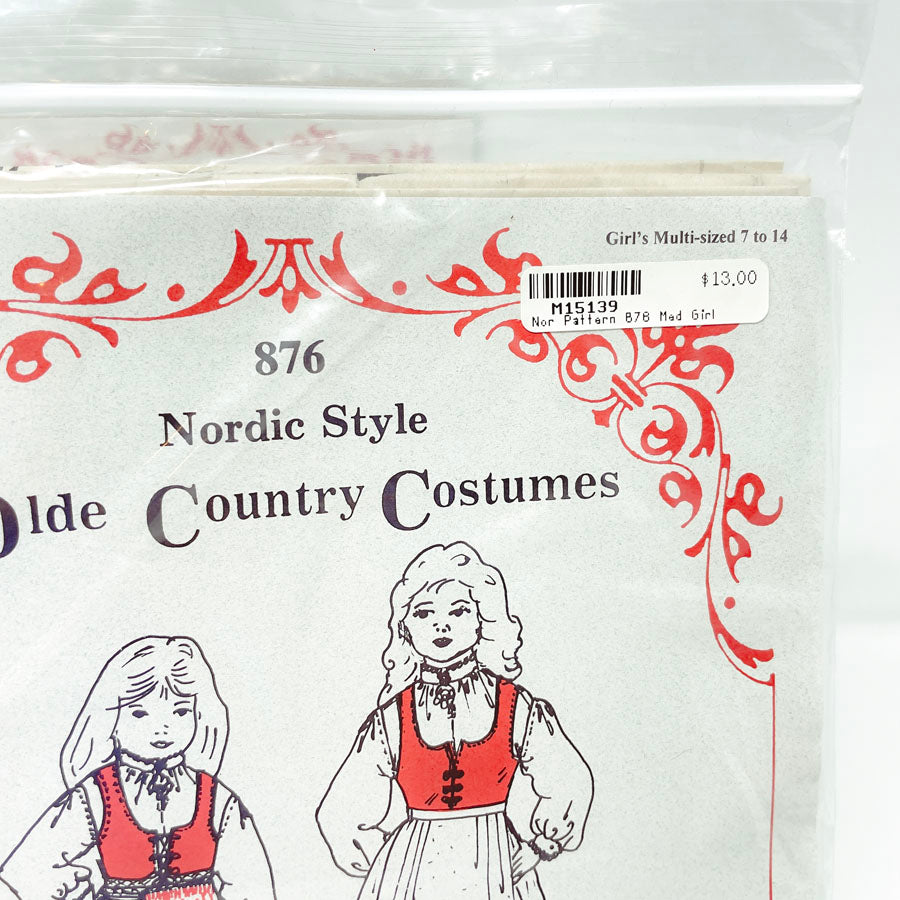 Girl's Multi-sized 7 to 14
$13.00
M15139
Nor Pattern 878 Med Girl
876
Nordic Style
Olde Country Costumes